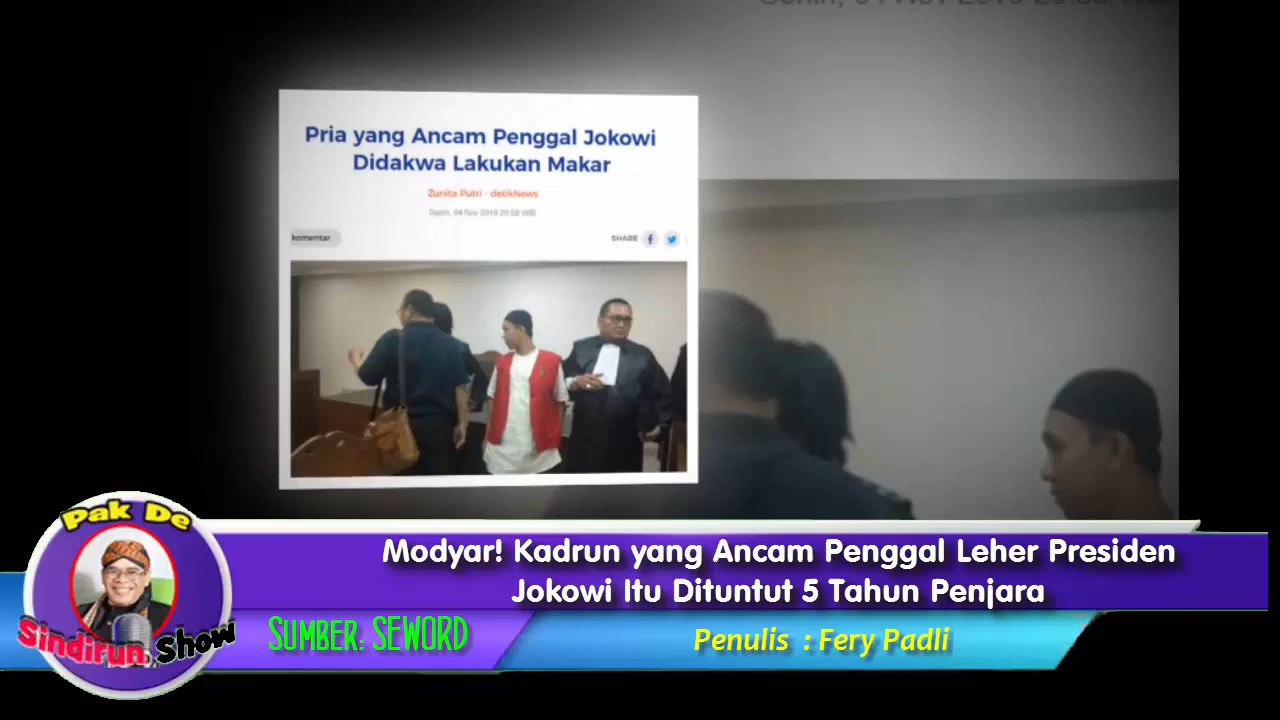 Pria yang Ancam Penggal Jokowi
Didakwa Lakukan Makar
Zunita Putri - detikNews
Senin, 04 Nov 2019 20:58 WIB
komentar
SHARE
Modyar! Kadrun yang Ancam Penggal Leher Presiden
Jokowi Itu Dituntut 5 Tahun Penjara
Pak De
Sindirun Show
SUMBER: SEWORD
Penulis : Fery Padli